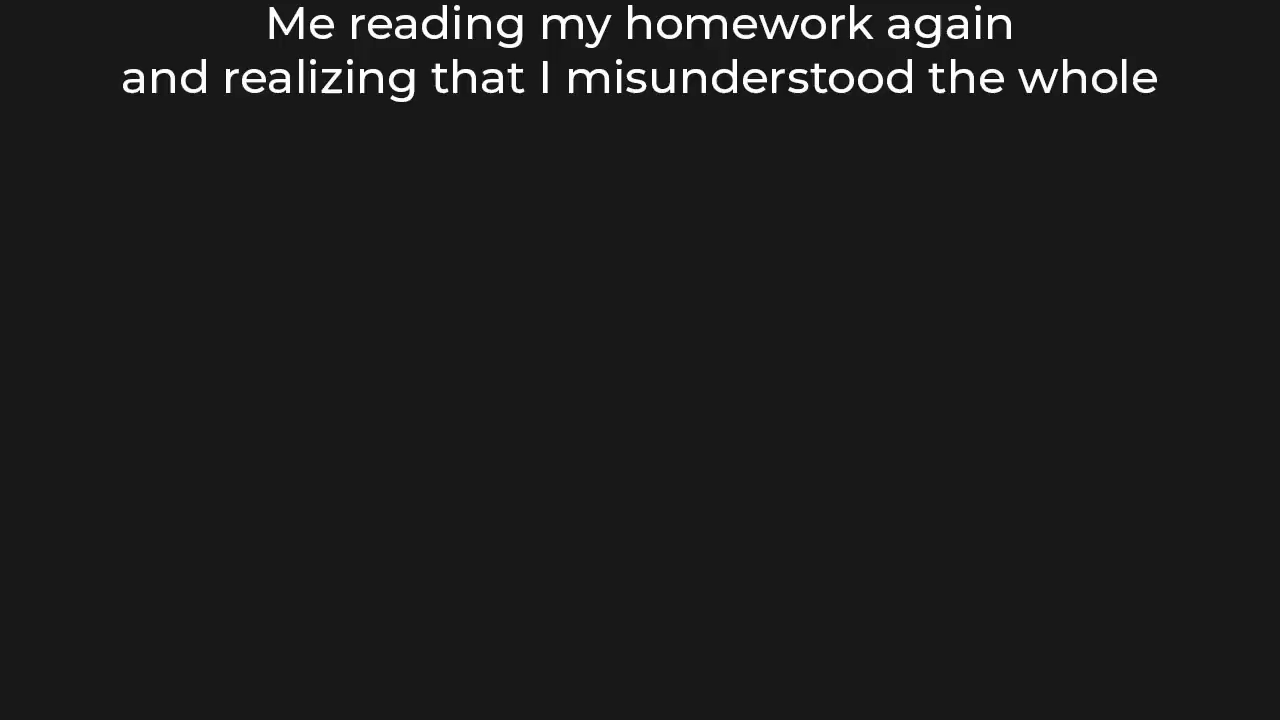 Me reading my homework again
and realizing that I misunderstood the whole